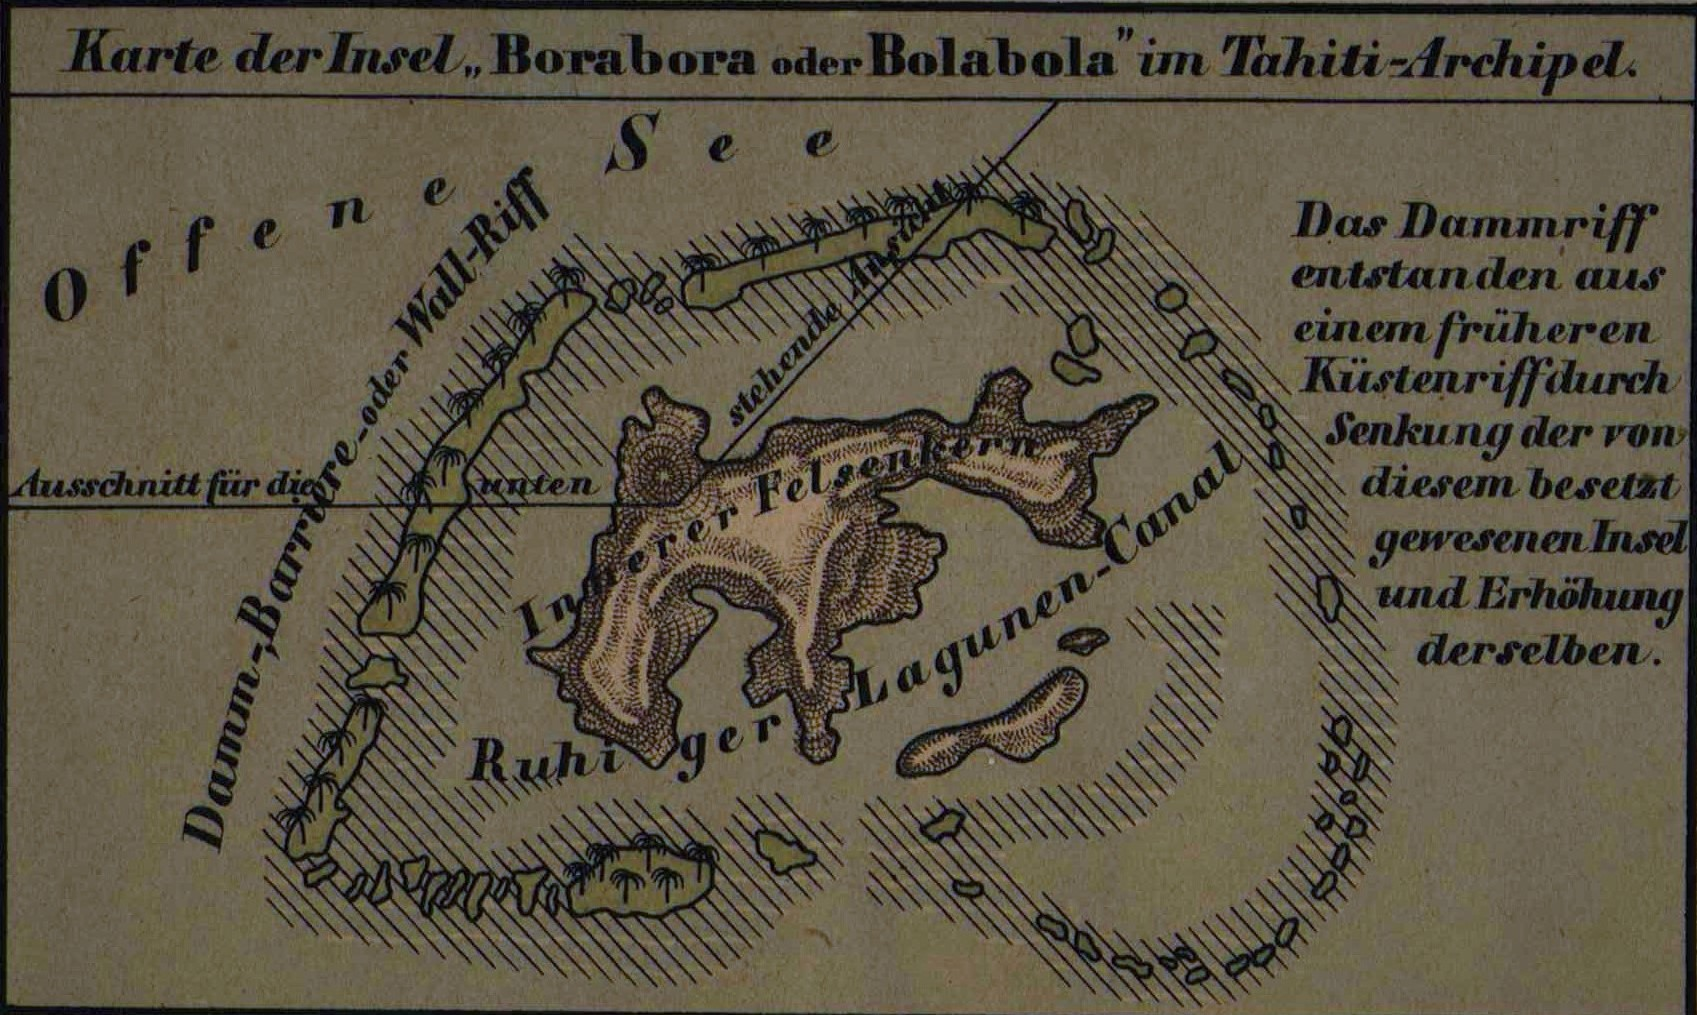 Karte der Insel „Borabora oder Bolabola" im Tahiti-Archipel.
Offene See
Damm-, Barrière- oder Wall-Riff
Ausschnitt für die unten
stehende Ansicht
Innerer Felsenkern
Ruhiger Lagunen-Canal
Das Dammriff
entstanden aus
einem früheren
Küstenriff durch
Senkung der von
diesem besetzt
gewesenen Insel
und Erhöhung
derselben.